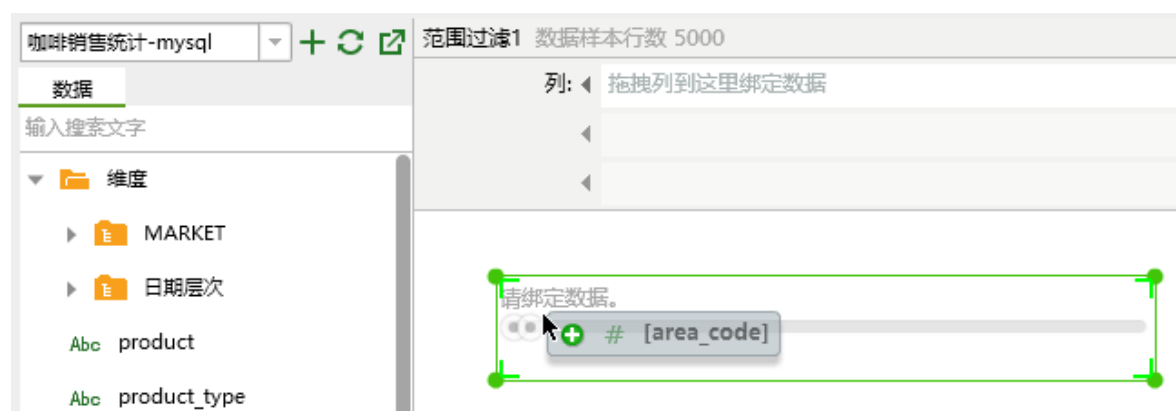 咖啡销售统计-mysql
范围过滤1 数据样本行数 5000
数据
列: 拖拽列到这里绑定数据
输入搜索文字
维度
MARKET
日期层次
Abc product
Abc product_type
请绑定数据。
# [area_code]